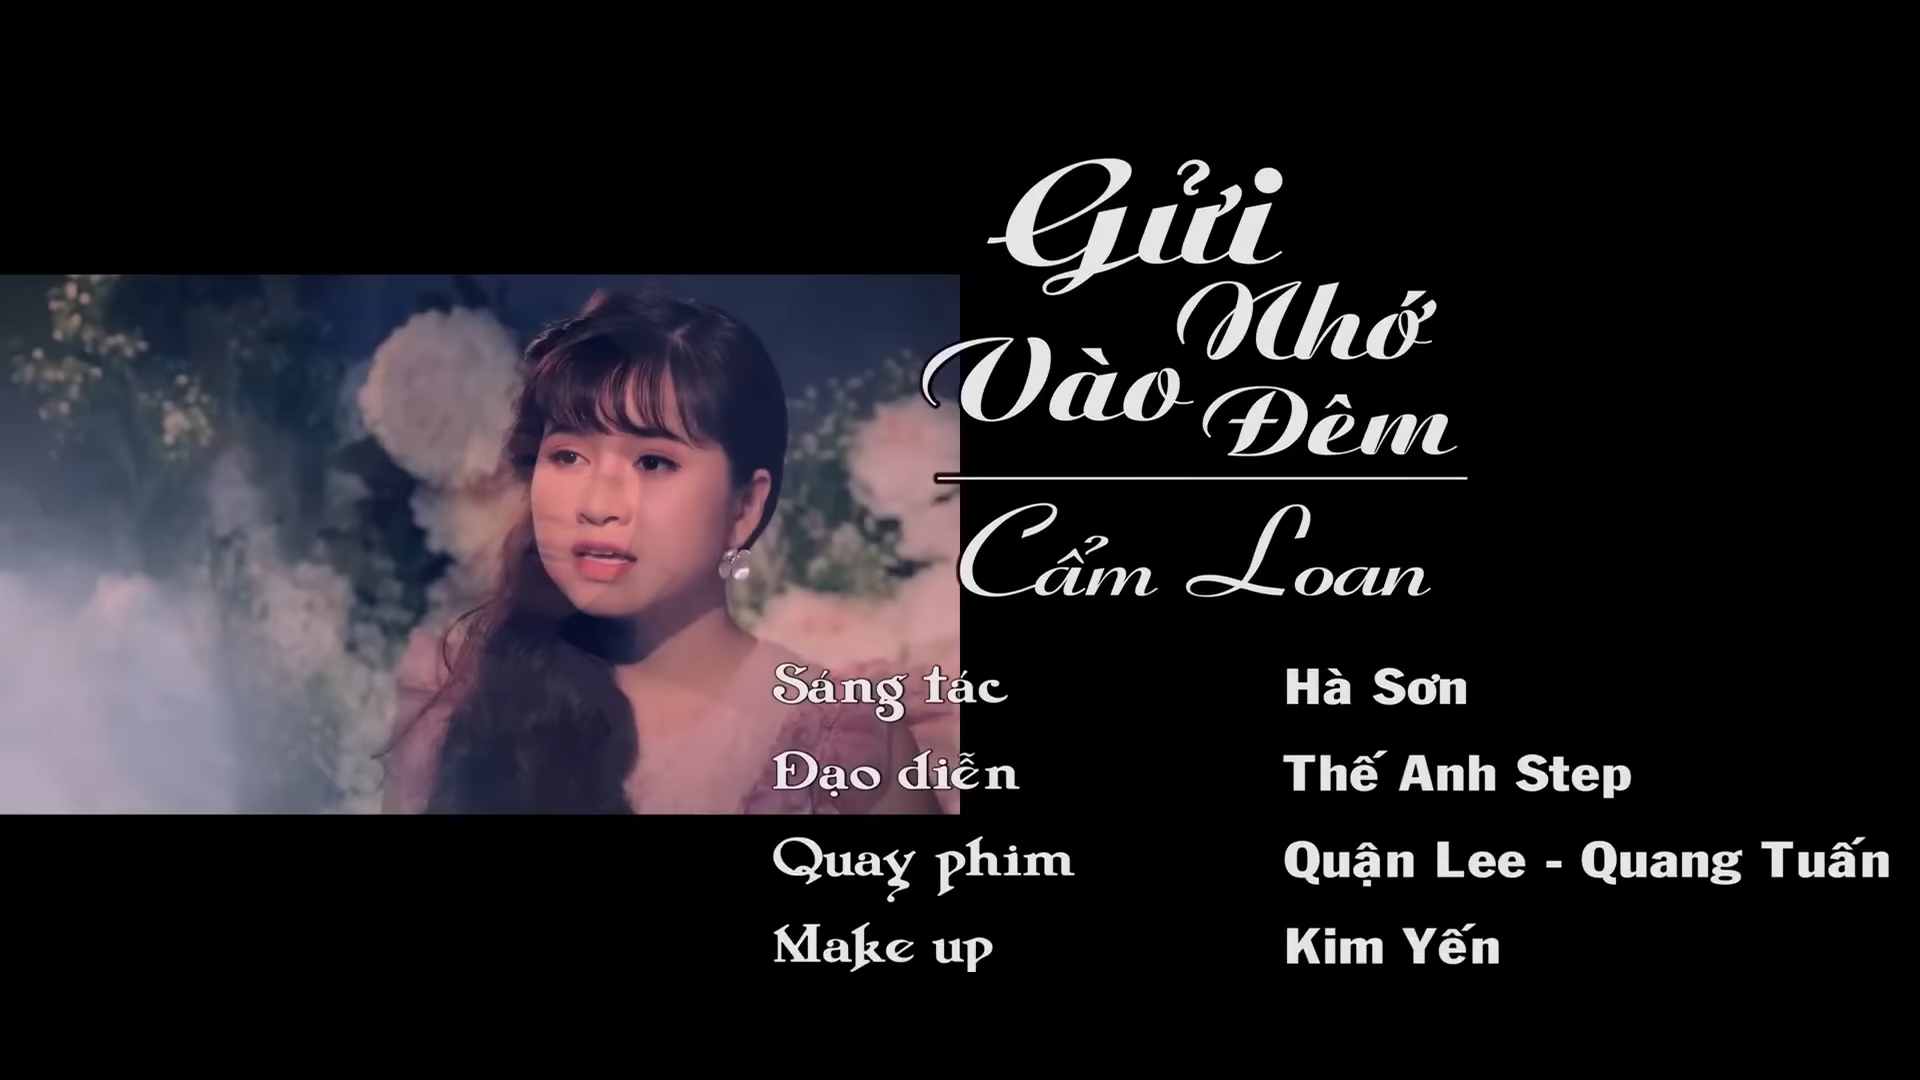 Gửi
Nhớ
Vào
Đêm
Cẩm Loan
Sáng tác Hà Sơn
Đạo diễn Thế Anh Step
Quay phim Quận Lee - Quang Tuấn
Make up Kim Yến